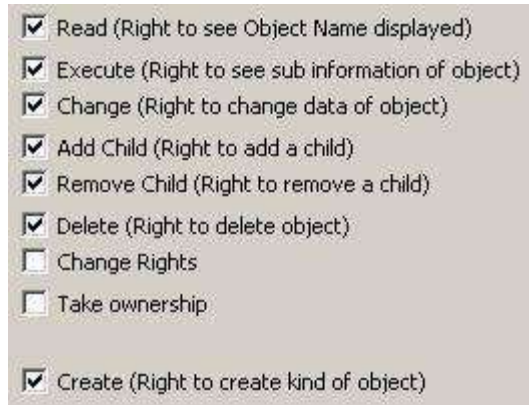 Read (Right to see Object Name displayed)
Execute (Right to see sub information of object)
Change (Right to change data of object)
Add Child (Right to add a child)
Remove Child (Right to remove a child)
Delete (Right to delete object)
Change Rights
Take ownership
Create (Right to create kind of object)